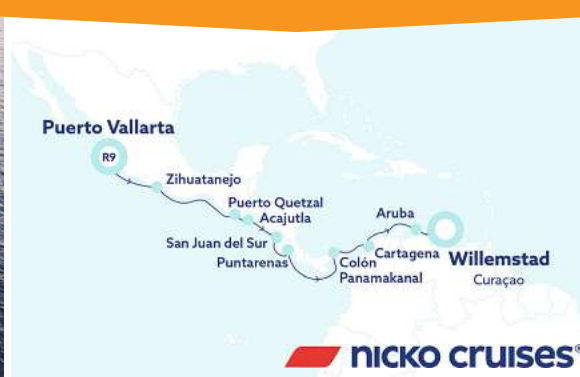 Puerto Vallarta
R9
Zihuatanejo
Puerto Quetzal
Acajutla
San Juan del Sur
Puntarenas
Aruba
Cartagena
Colón
Panamakanal
Willemstad
Curaçao
nicko cruises®